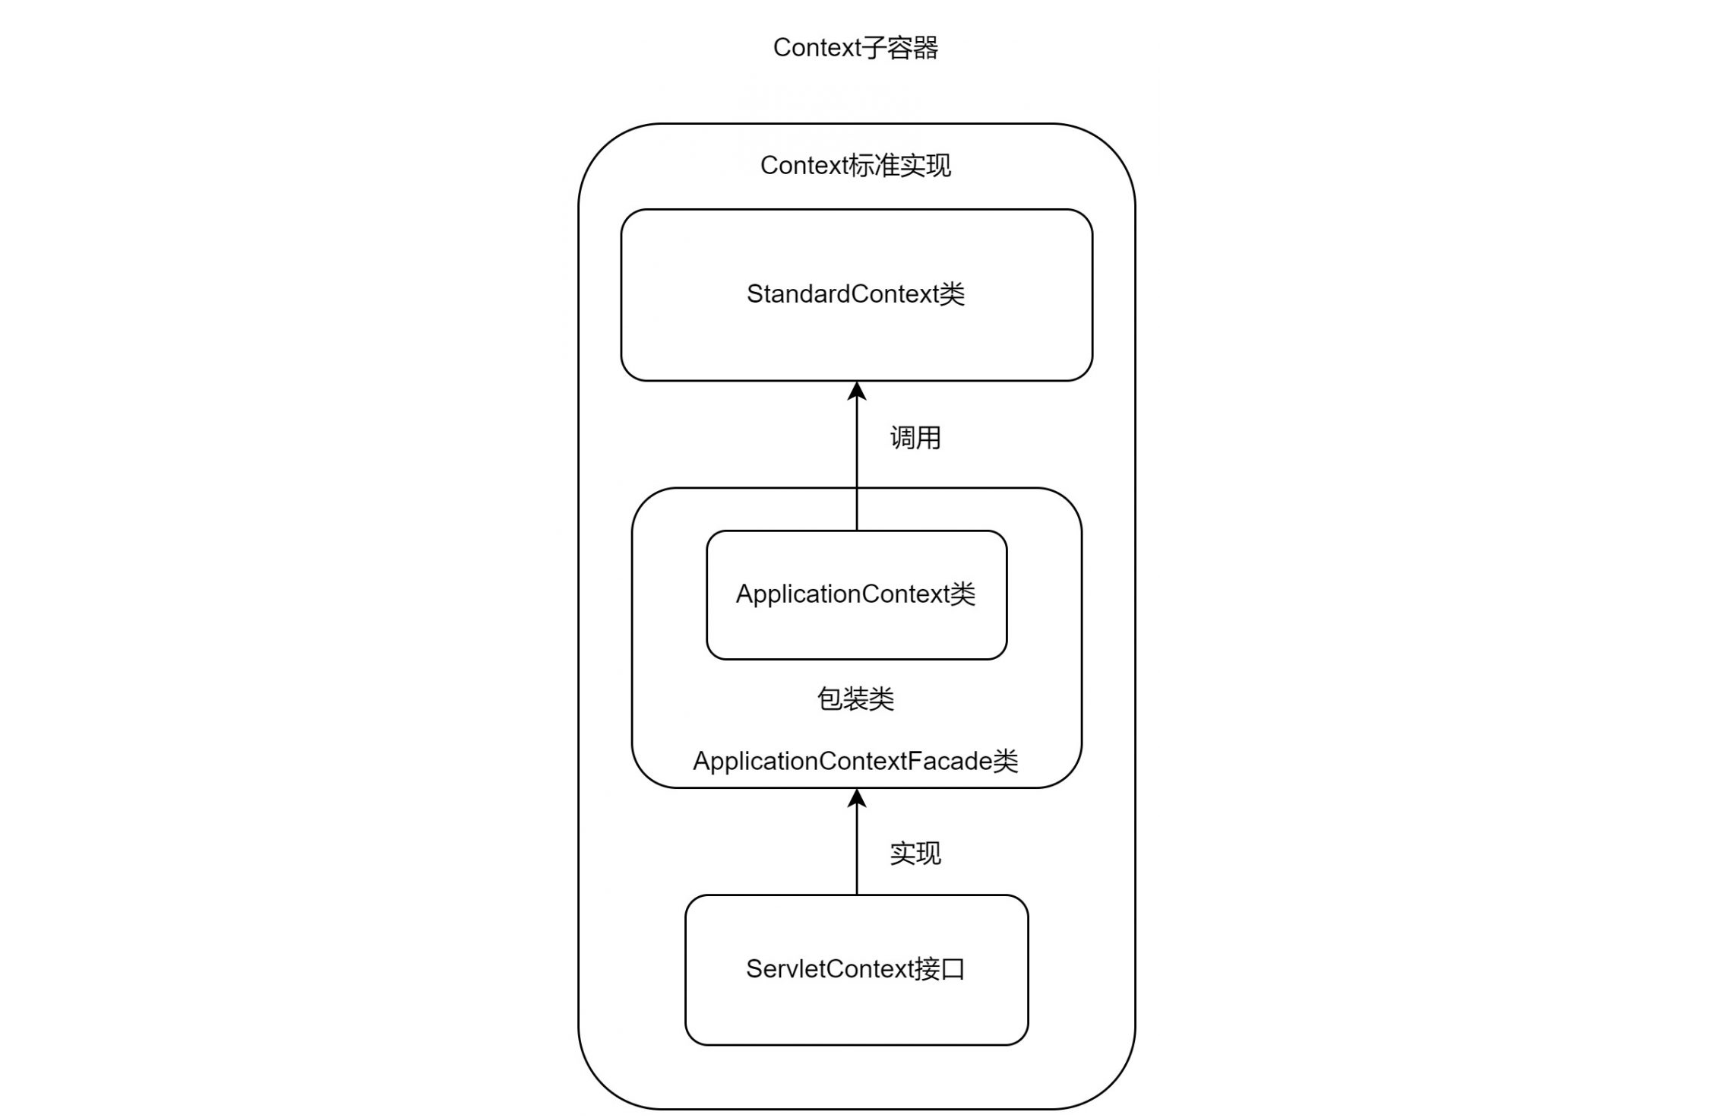 Context子容器
Context标准实现
StandardContext类
调用
ApplicationContext类
包装类
ApplicationContextFacade类
实现
ServletContext接口